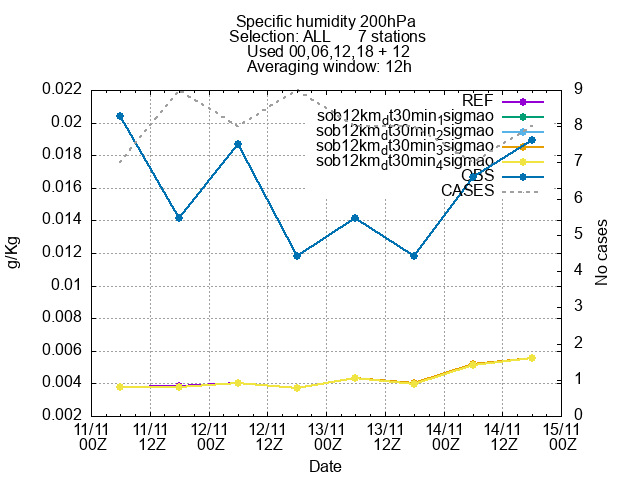 Specific humidity 200hPa
Selection: ALL 7 stations
Used 00,06,12,18 + 12
Averaging window: 12h
REF
sob12km_dt30min_1sigmao
sob12km_dt30min_2sigmao
sob12km_dt30min_3sigmao
sob12km_dt30min_4sigmao
OBS
CASES
0.022
0.02
0.018
0.016
0.014
0.012
0.01
0.008
0.006
0.004
0.002
g/Kg
9
8
7
6
5
4
3
2
1
0
No cases
11/11 11/11 12/11 12/11 13/11 13/11 14/11 14/11 15/11
00Z 12Z 00Z 12Z 00Z 12Z 00Z 12Z 00Z
Date